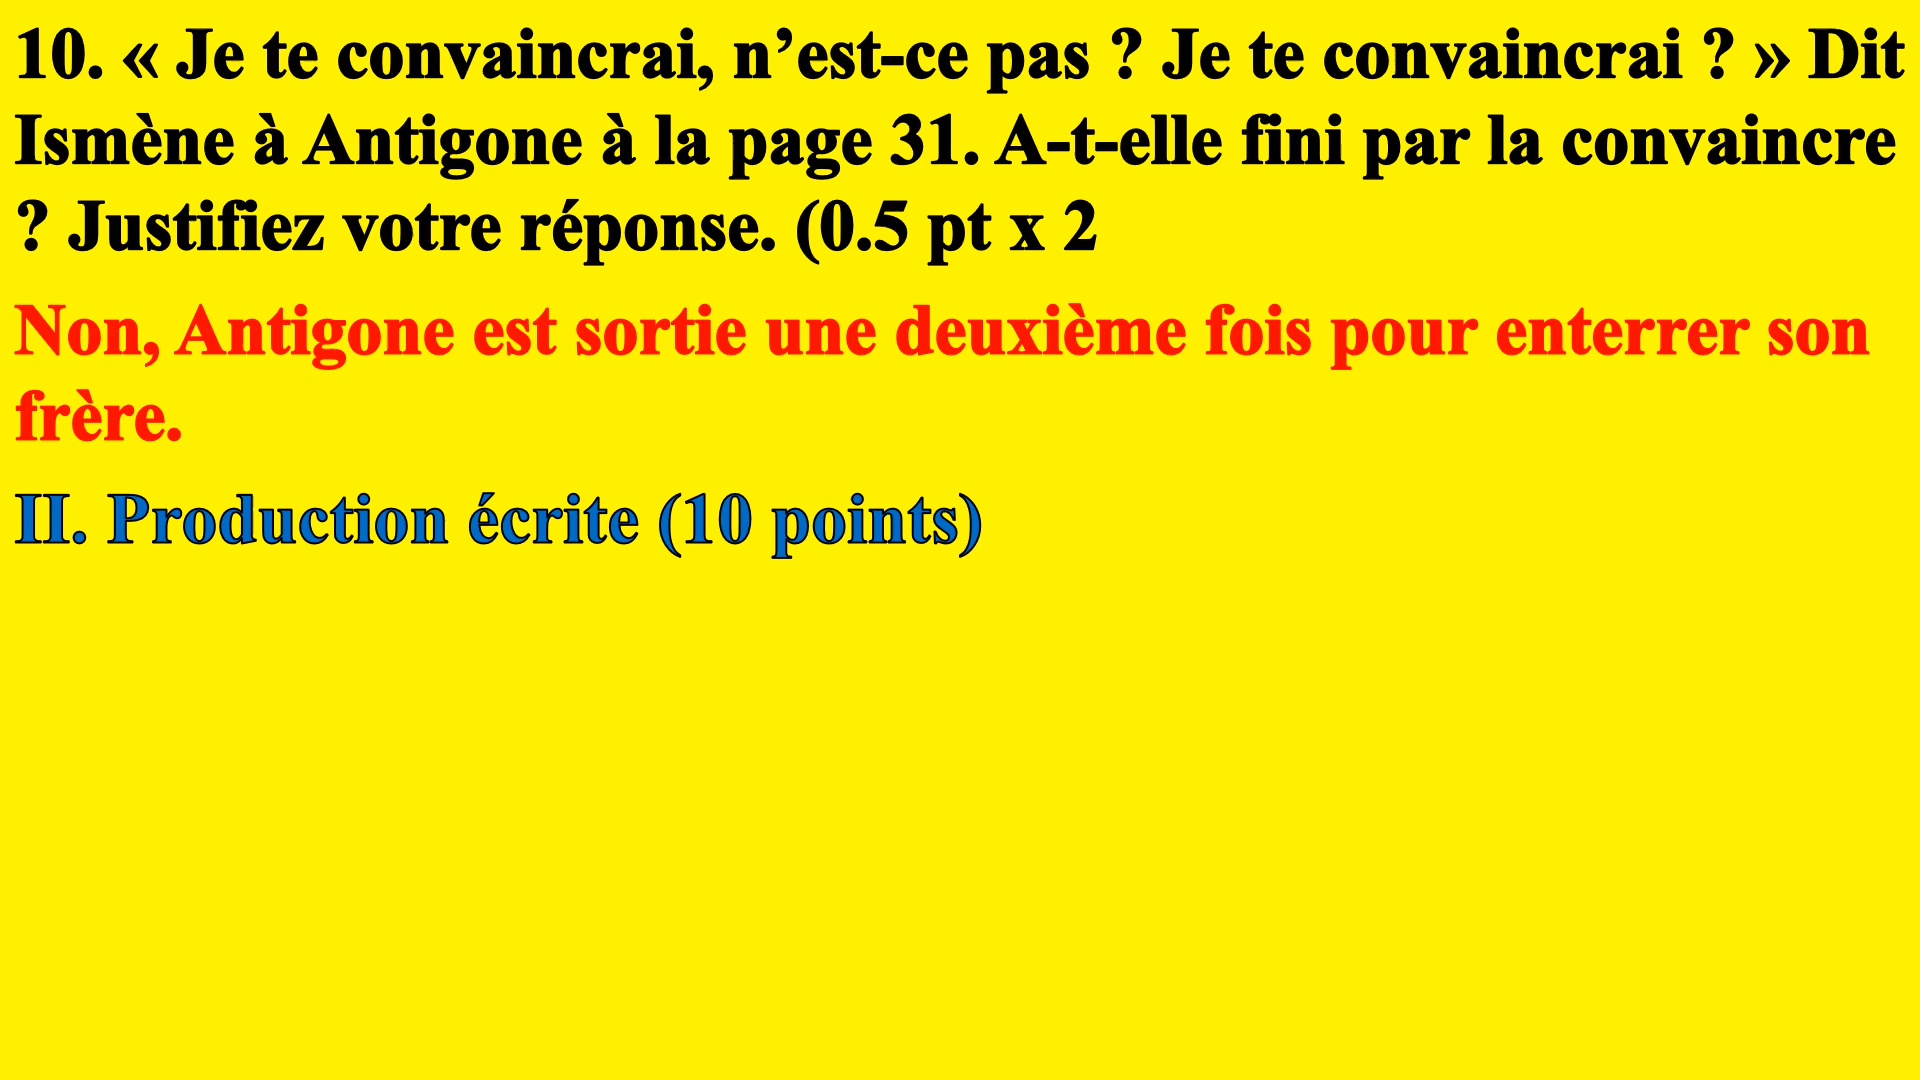 10. « Je te convaincrai, n’est-ce pas ? Je te convaincrai ? » Dit
Ismène à Antigone à la page 31. A-t-elle fini par la convaincre
? Justifiez votre réponse. (0.5 pt x 2
Non, Antigone est sortie une deuxième fois pour enterrer son
frère.
II. Production écrite (10 points)